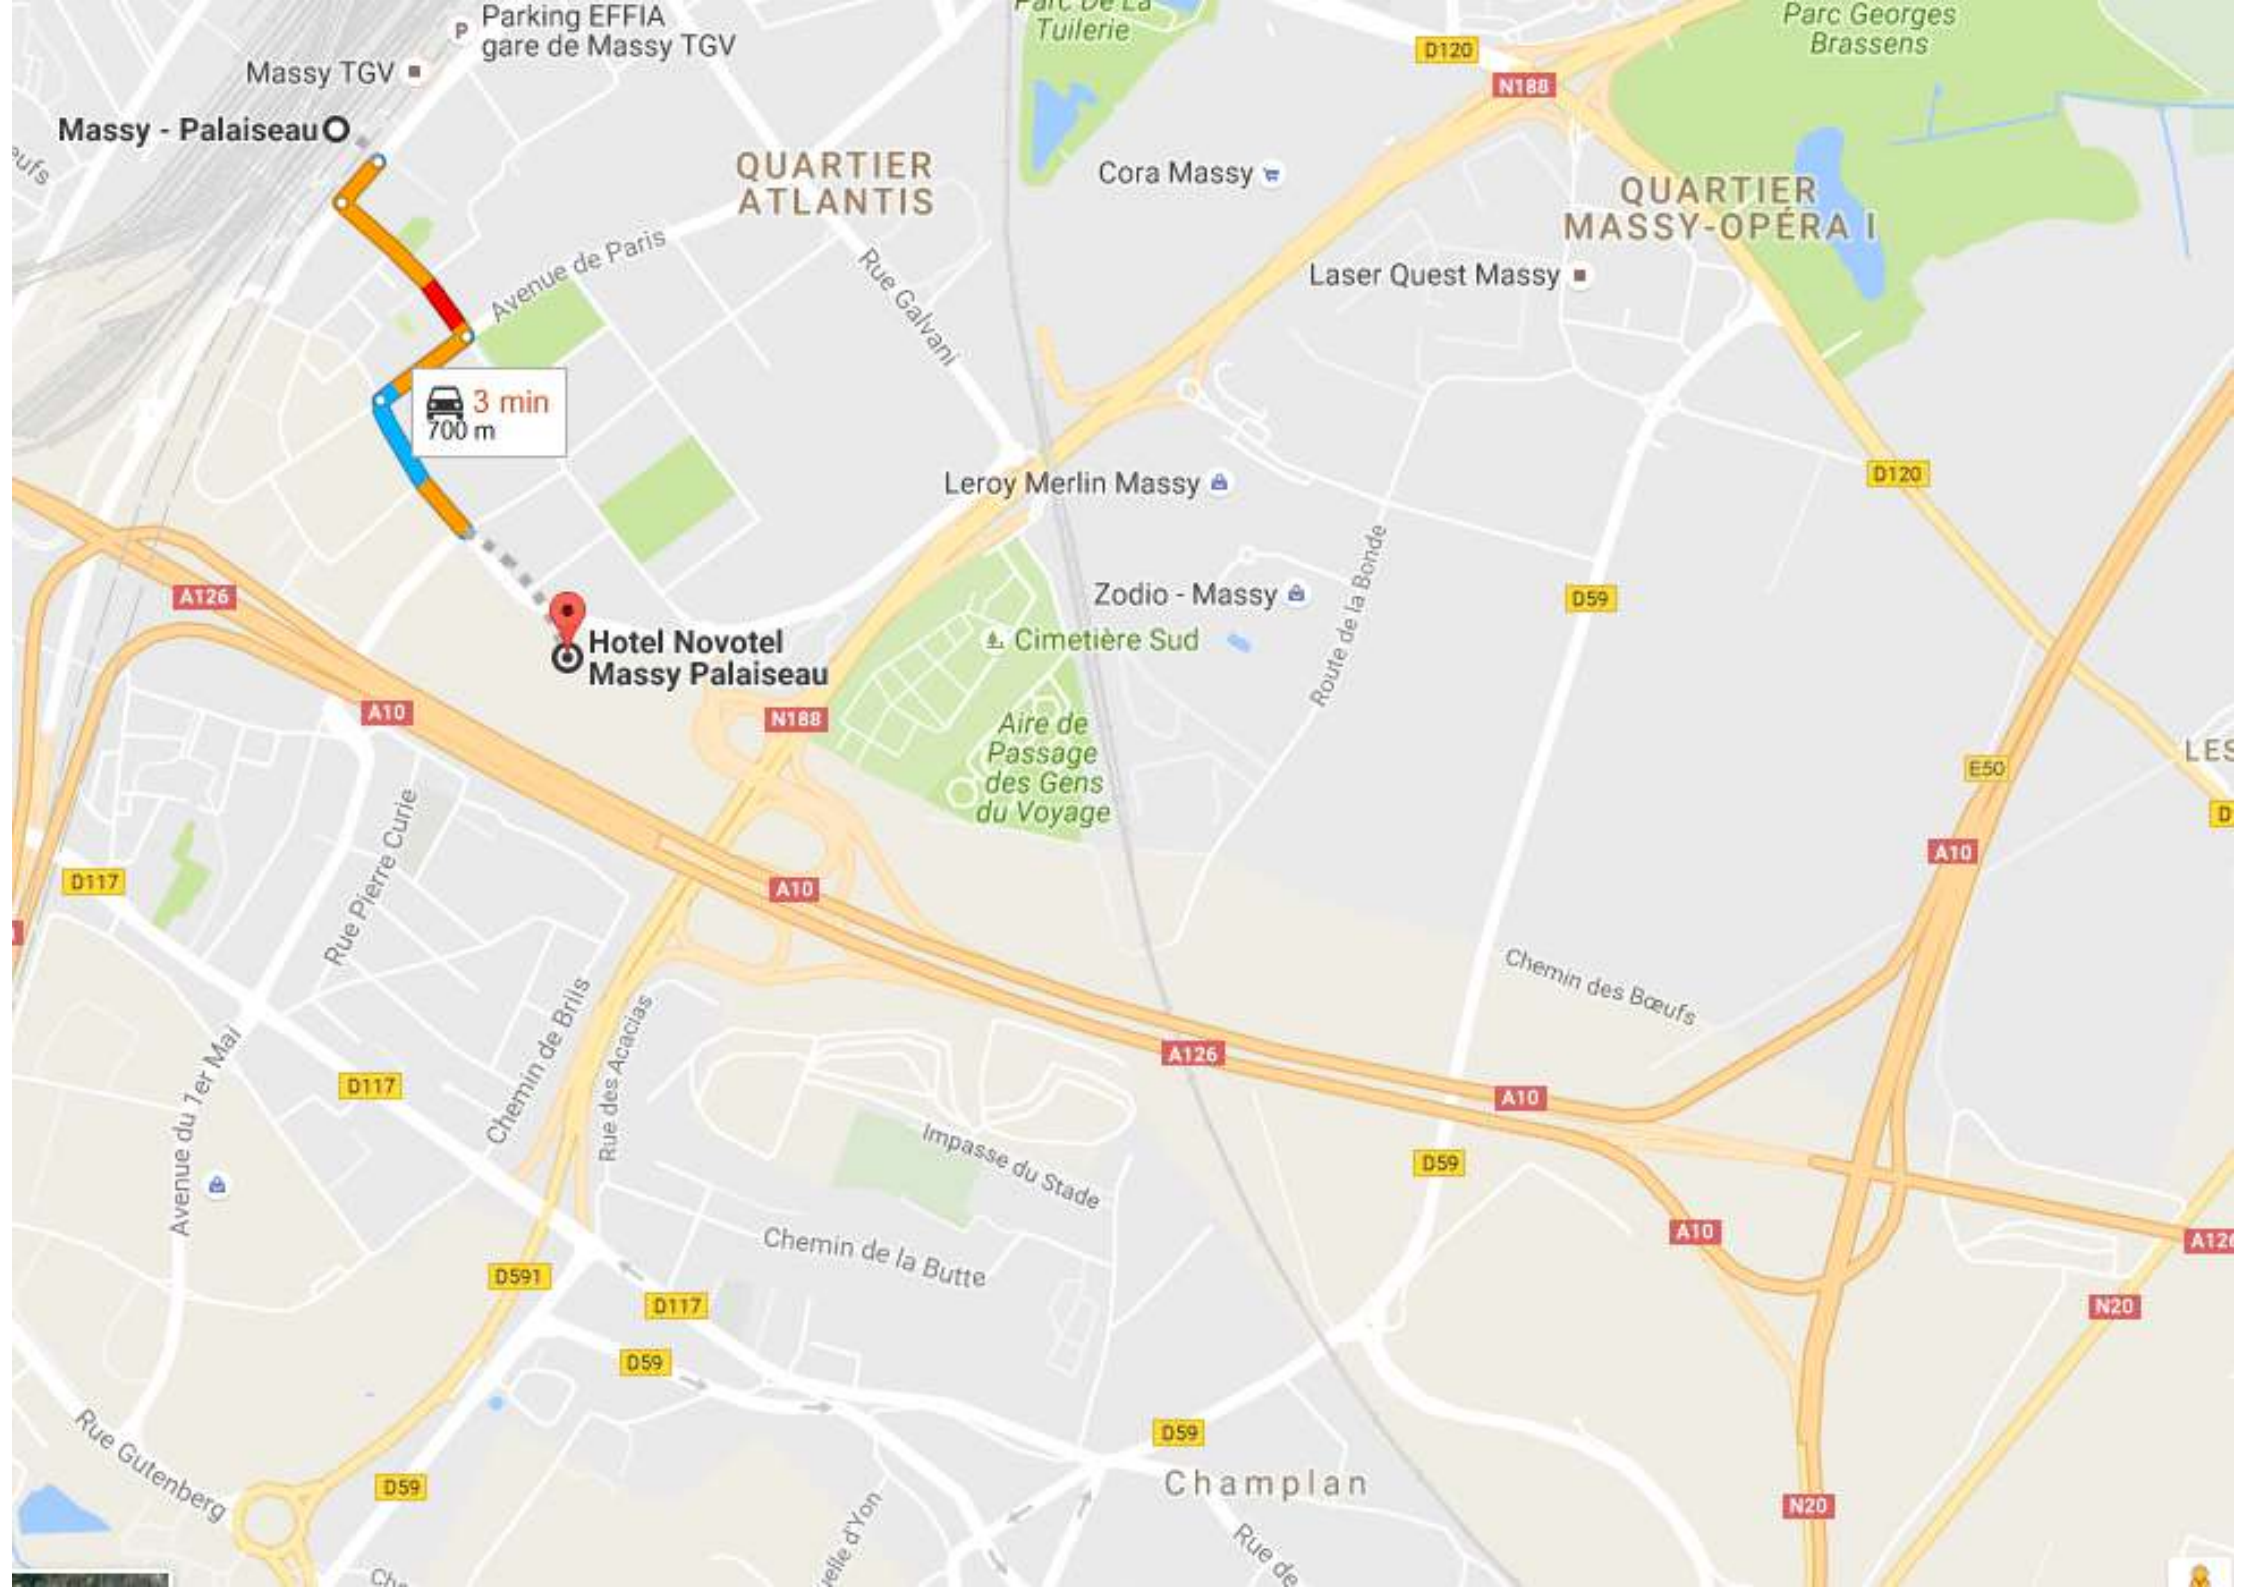 Parc De La
Tuilerie
Parking EFFIA
gare de Massy TGV
P
Massy TGV
Massy - Palaiseau
Parc Georges
Brassens
D120
N188
QUARTIER
ATLANTIS
Cora Massy
QUARTIER
MASSY-OPÉRA I
Avenue de Paris
Rue Galvani
Laser Quest Massy
3 min
700 m
Leroy Merlin Massy
D120
A126
Zodio - Massy
Route de la Bonde
D59
Hotel Novotel
Massy Palaiseau
Cimetière Sud
A10
N188
Aire de
Passage
des Gens
du Voyage
LES
E50
D
A10
D117
Rue Pierre Curie
A10
Chemin des Bœufs
Chemin de Briis
Rue des Acacias
A126
Avenue du 1er Mai
D117
A10
Impasse du Stade
D59
A10
A126
Chemin de la Butte
D591
D117
N20
D59
Rue Gutenberg
D59
D59
Champlan
N20
Rue de